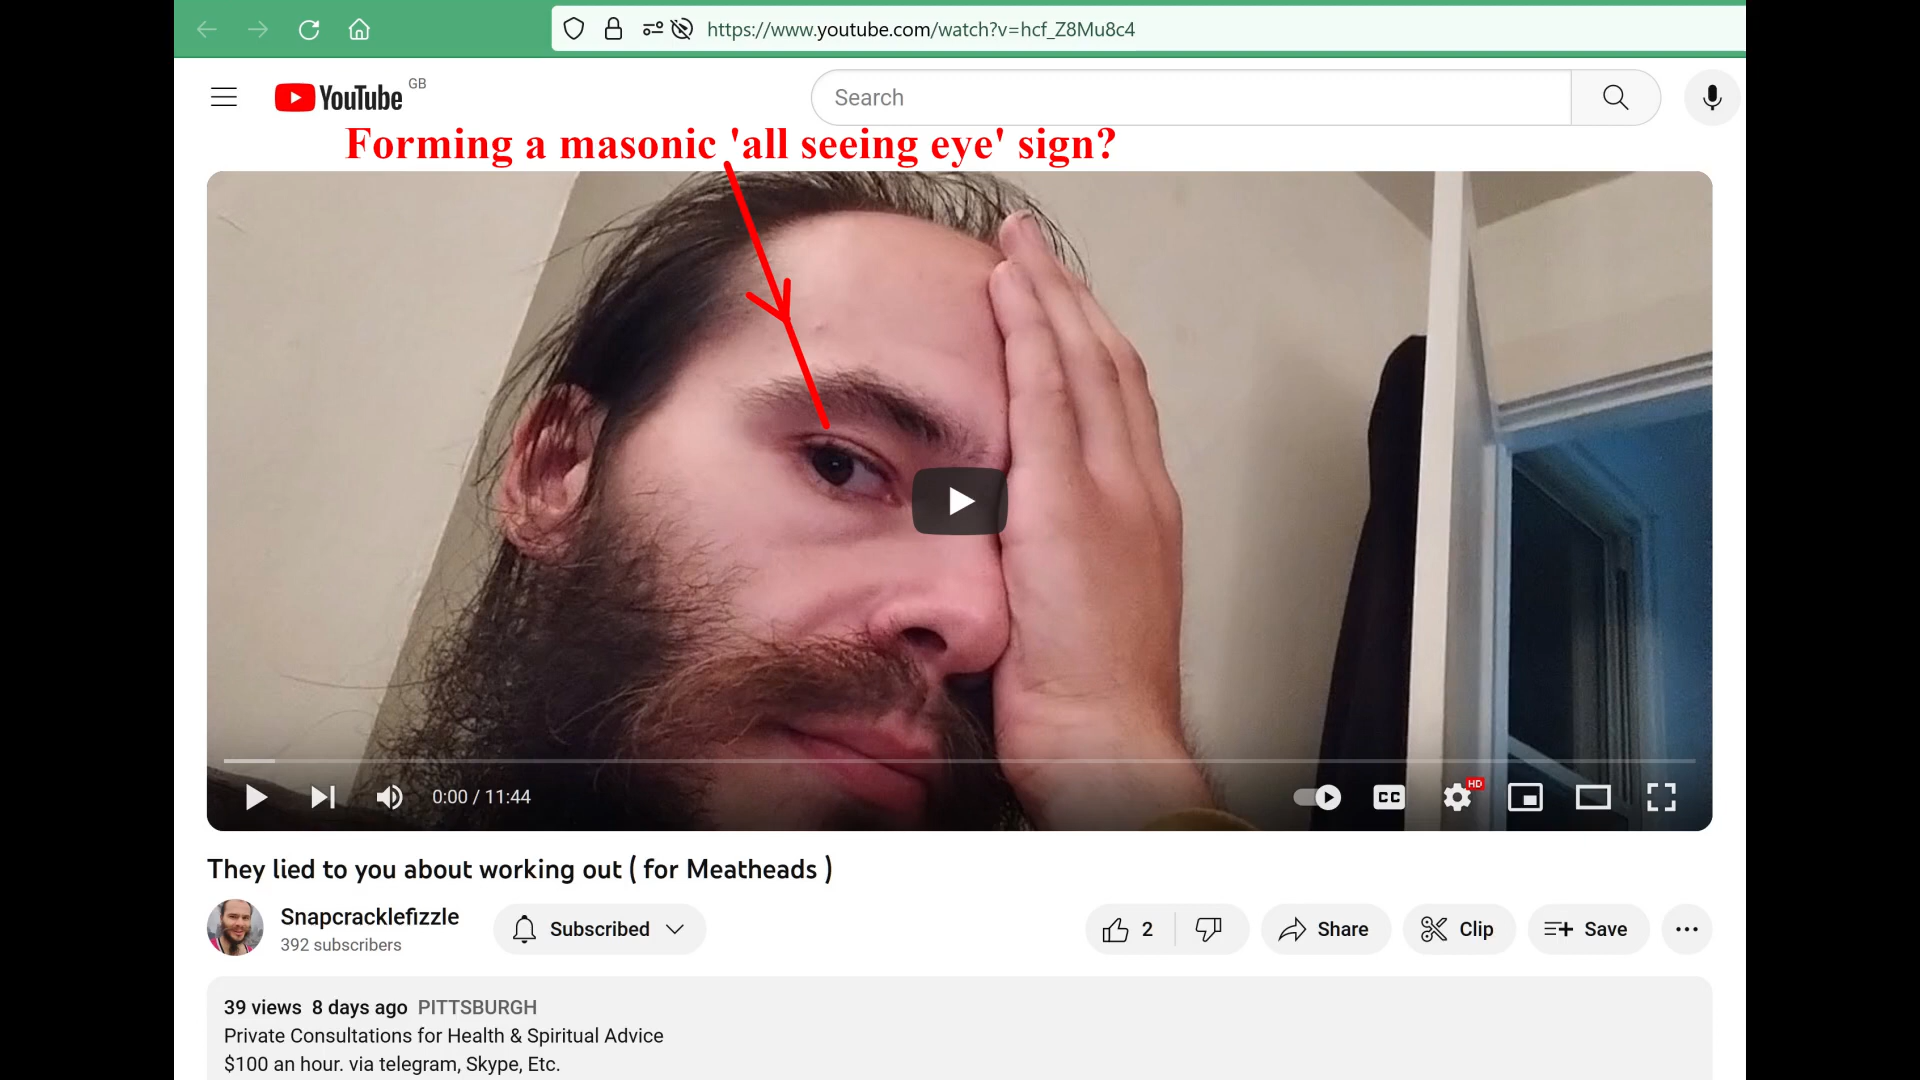 https://www.youtube.com/watch?v=hcf_Z8Mu8c4
YouTube GB
Search
Forming a masonic 'all seeing eye' sign?
0:00 / 11:44
CC
HD
They lied to you about working out ( for Meatheads )
Snapcracklefizzle
392 subscribers
Subscribed
2
Share
Clip
Save
39 views 8 days ago PITTSBURGH
Private Consultations for Health & Spiritual Advice
$100 an hour. via telegram, Skype, Etc.